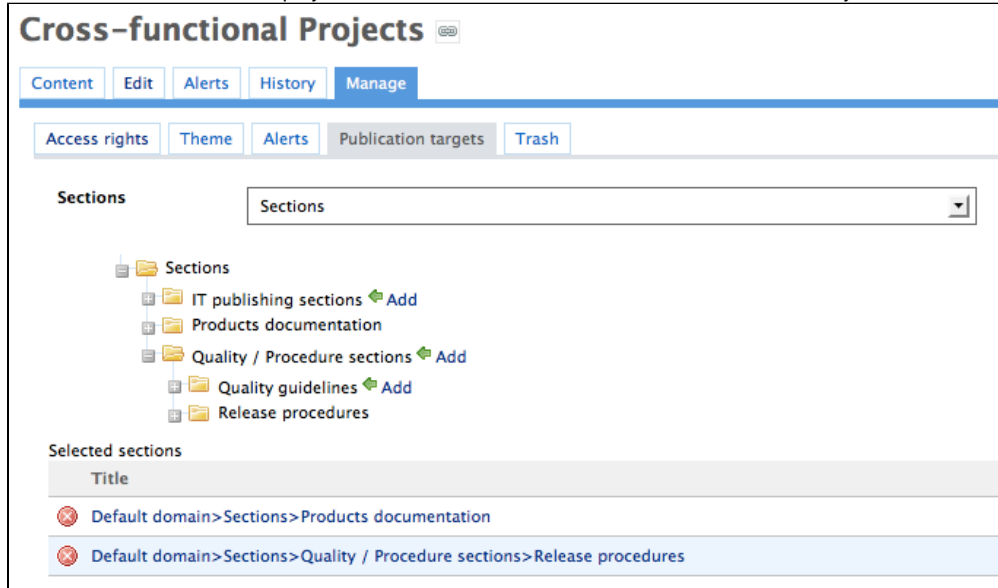 Cross-functional Projects
Content Edit Alerts History Manage
Access rights Theme Alerts Publication targets Trash
Sections Sections
Sections
IT publishing sections Add
Products documentation
Quality / Procedure sections Add
Quality guidelines Add
Release procedures
Selected sections
Title
Default domain>Sections>Products documentation
Default domain>Sections>Quality / Procedure sections>Release procedures